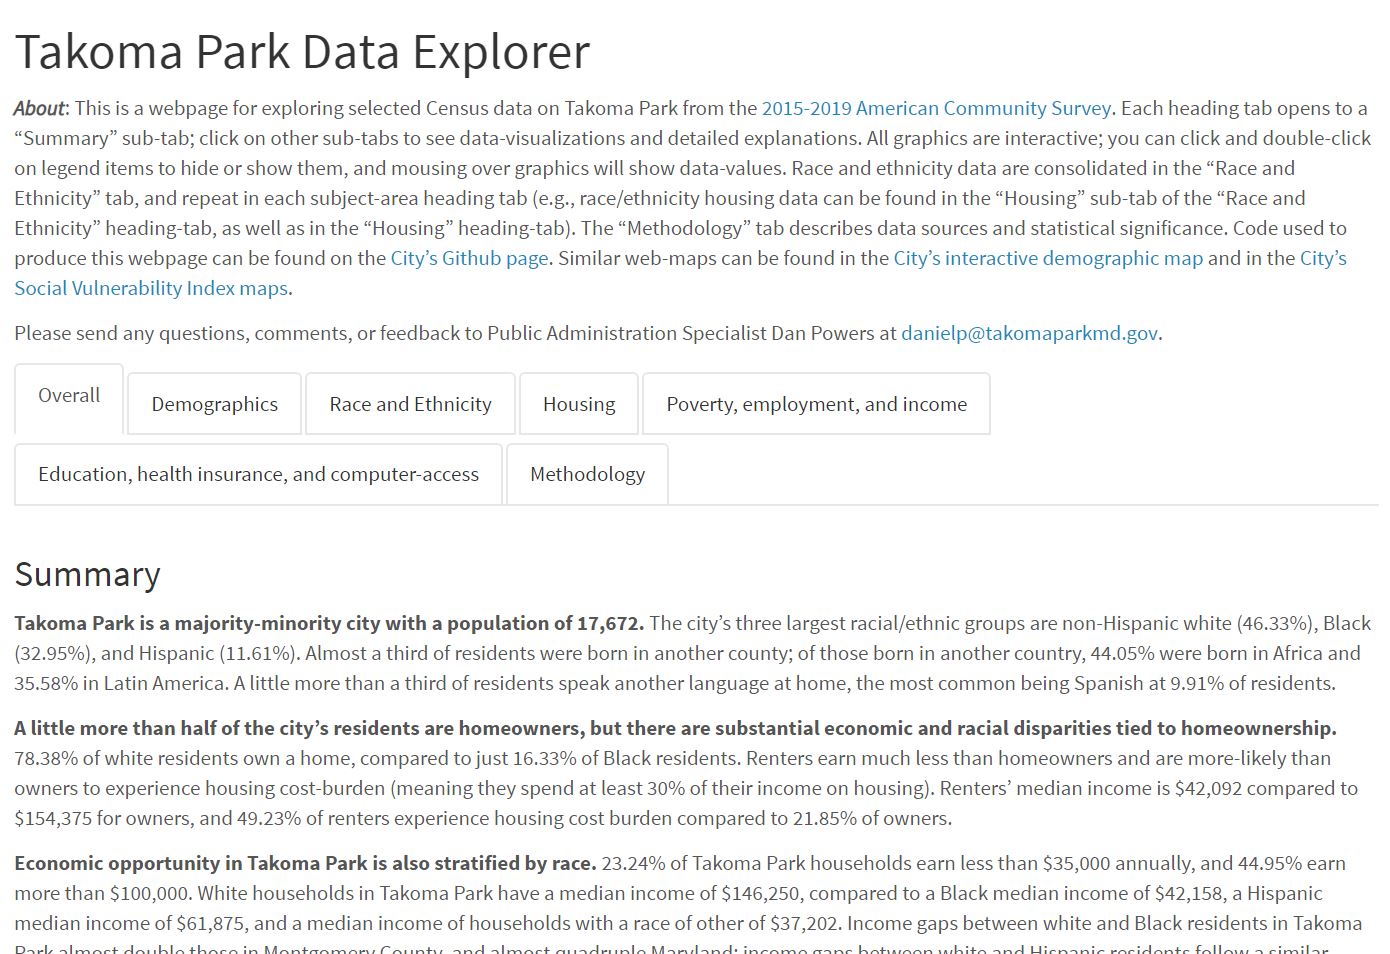 Takoma Park Data Explorer
About: This is a webpage for exploring selected Census data on Takoma Park from the 2015-2019 American Community Survey. Each heading tab opens to a
“Summary” sub-tab; click on other sub-tabs to see data-visualizations and detailed explanations. All graphics are interactive; you can click and double-click
on legend items to hide or show them, and mousing over graphics will show data-values. Race and ethnicity data are consolidated in the “Race and
Ethnicity” tab, and repeat in each subject-area heading tab (e.g., race/ethnicity housing data can be found in the “Housing” sub-tab of the “Race and
Ethnicity” heading-tab, as well as in the “Housing” heading-tab). The “Methodology” tab describes data sources and statistical significance. Code used to
produce this webpage can be found on the City’s Github page. Similar web-maps can be found in the City’s interactive demographic map and in the City’s
Social Vulnerability Index maps.
Please send any questions, comments, or feedback to Public Administration Specialist Dan Powers at danielp@takomaparkmd.gov.
Overall
Demographics
Race and Ethnicity
Housing
Poverty, employment, and income
Education, health insurance, and computer-access
Methodology
Summary
Takoma Park is a majority-minority city with a population of 17,672. The city’s three largest racial/ethnic groups are non-Hispanic white (46.33%), Black
(32.95%), and Hispanic (11.61%). Almost a third of residents were born in another county; of those born in another country, 44.05% were born in Africa and
35.58% in Latin America. A little more than a third of residents speak another language at home, the most common being Spanish at 9.91% of residents.
A little more than half of the city’s residents are homeowners, but there are substantial economic and racial disparities tied to homeownership.
78.38% of white residents own a home, compared to just 16.33% of Black residents. Renters earn much less than homeowners and are more-likely than
owners to experience housing cost-burden (meaning they spend at least 30% of their income on housing). Renters’ median income is $42,092 compared to
$154,375 for owners, and 49.23% of renters experience housing cost burden compared to 21.85% of owners.
Economic opportunity in Takoma Park is also stratified by race. 23.24% of Takoma Park households earn less than $35,000 annually, and 44.95% earn
more than $100,000. White households in Takoma Park have a median income of $146,250, compared to a Black median income of $42,158, a Hispanic
median income of $61,875, and a median income of households with a race of other of $37,202. Income gaps between white and Black residents in Takoma
Park almost double those in Montgomery County, and almost quadruple Maryland; income gaps between white and Hispanic residents follow a similar